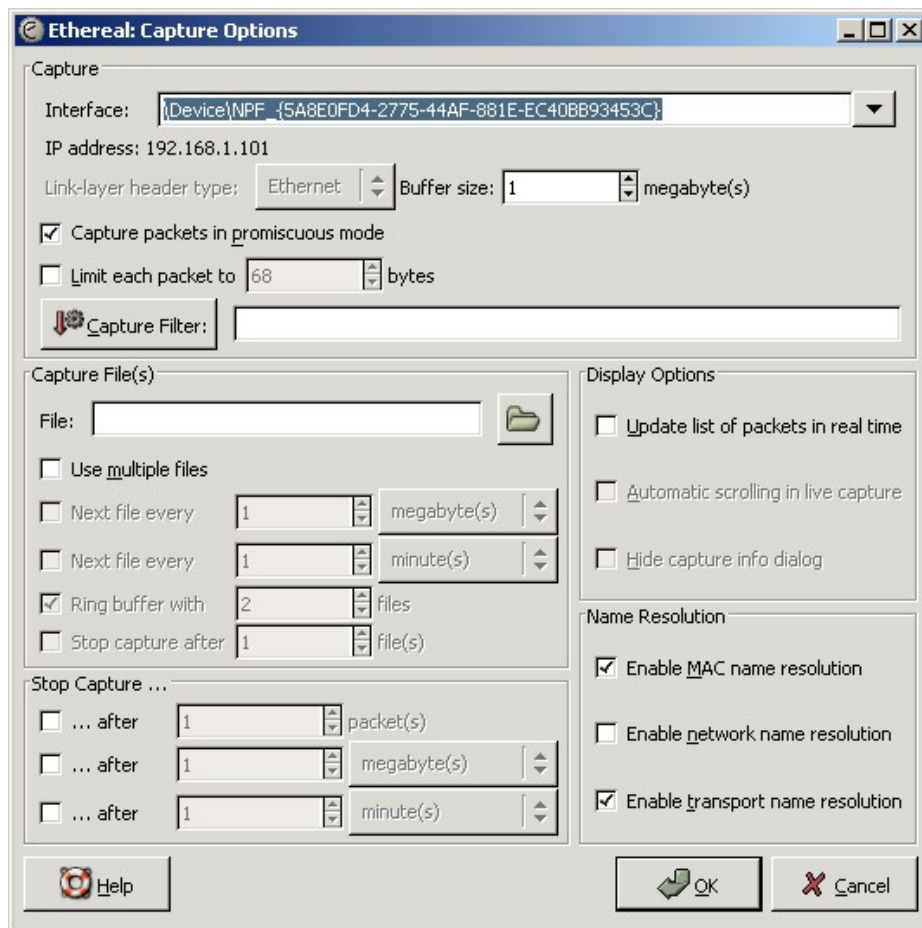 Ethereal: Capture Options
Capture
Interface: \Device\NPF_{5A8E0FD4-2775-44AF-881E-EC40BB93453C}
IP address: 192.168.1.101
Link-layer header type: Ethernet Buffer size: 1 megabyte(s)
Capture packets in promiscuous mode
Limit each packet to 68 bytes
Capture Filter:
Capture File(s)
File:
Use multiple files
Next file every 1 megabyte(s)
Next file every 1 minute(s)
Ring buffer with 2 files
Stop capture after 1 file(s)
Stop Capture ...
... after 1 packet(s)
... after 1 megabyte(s)
... after 1 minute(s)
Display Options
Update list of packets in real time
Automatic scrolling in live capture
Hide capture info dialog
Name Resolution
Enable MAC name resolution
Enable network name resolution
Enable transport name resolution
Help
OK
Cancel